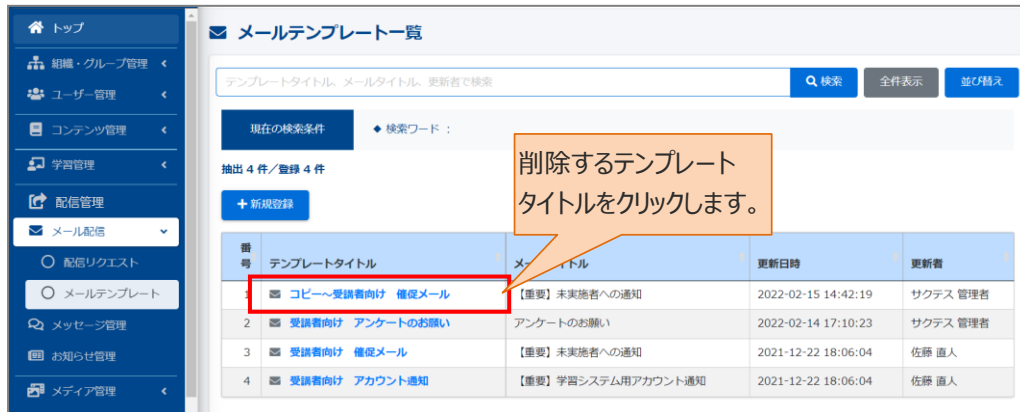 トップ
組織・グループ管理
ユーザー管理
コンテンツ管理
学習管理
配信管理
メール配信
配信リクエスト
メールテンプレート
メッセージ管理
お知らせ管理
メディア管理
メールテンプレート一覧
テンプレートタイトル、メールタイトル、更新者で検索
検索 全件表示 並び替え
現在の検索条件 ◆ 検索ワード :
抽出 4 件／登録 4 件
+ 新規登録
削除するテンプレート
タイトルをクリックします。
番号 テンプレートタイトル メールタイトル 更新日時 更新者
1 コピー～受講者向け 催促メール 【重要】未実施者への通知 2022-02-15 14:42:19 サクテス 管理者
2 受講者向け アンケートのお願い アンケートのお願い 2022-02-14 17:10:23 サクテス 管理者
3 受講者向け 催促メール 【重要】未実施者への通知 2021-12-22 18:06:04 佐藤 直人
4 受講者向け アカウント通知 【重要】学習システム用アカウント通知 2021-12-22 18:06:04 佐藤 直人